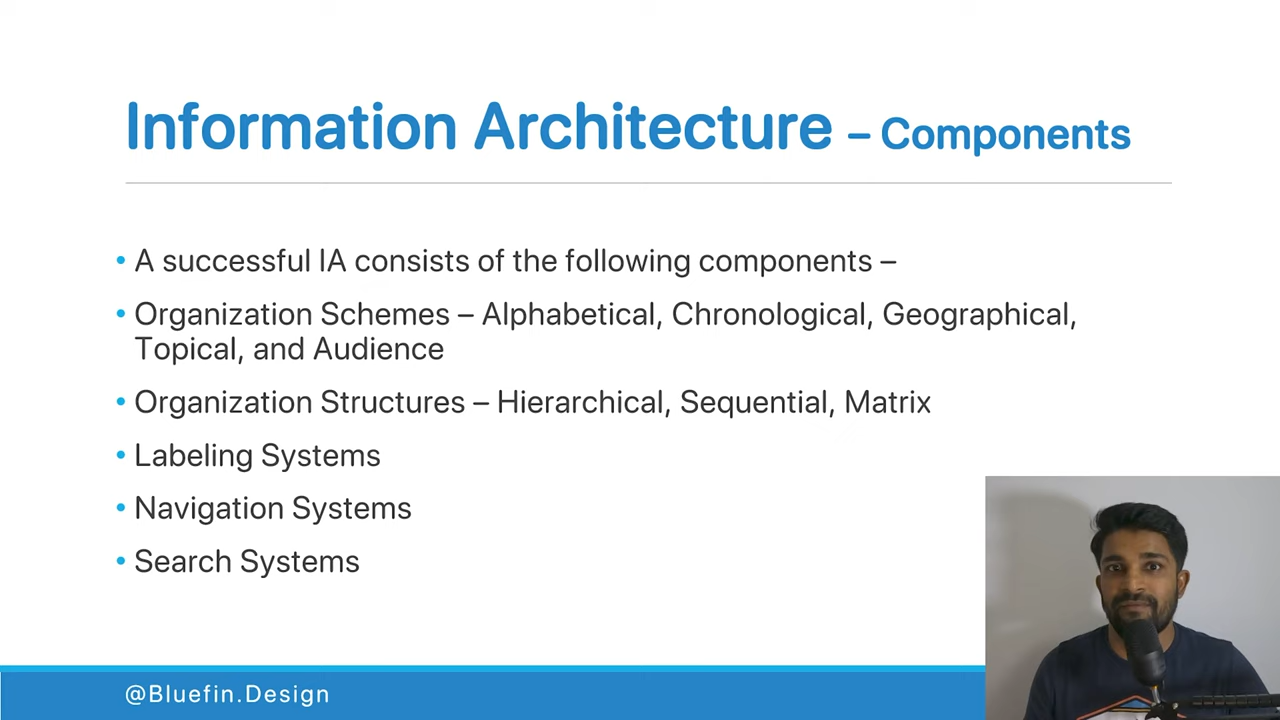 Information Architecture – Components
• A successful IA consists of the following components –
• Organization Schemes – Alphabetical, Chronological, Geographical,
Topical, and Audience
• Organization Structures – Hierarchical, Sequential, Matrix
• Labeling Systems
• Navigation Systems
• Search Systems
@Bluefin.Design